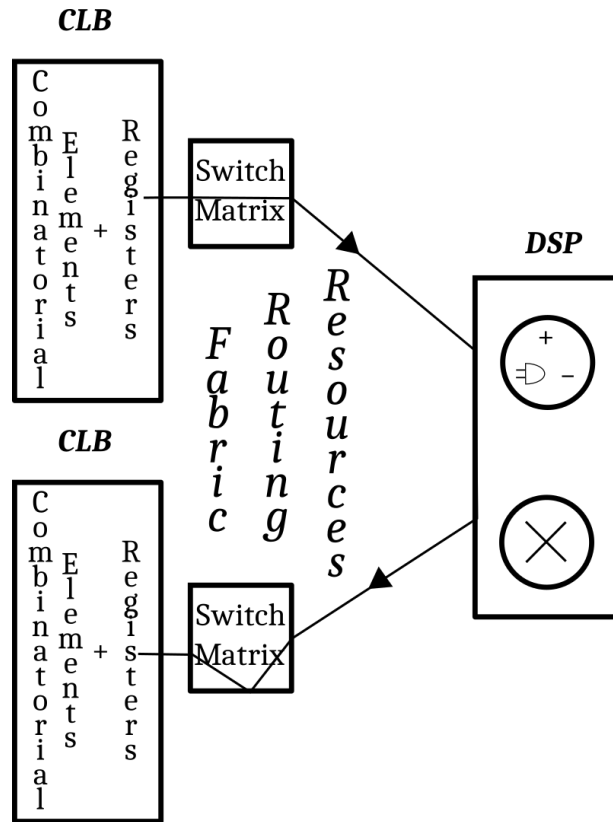 CLB
Combinatorial
Elements
+
Registers
Switch
Matrix
DSP
+
−
Fabric
Routing
Resources
CLB
Combinatorial
Elements
+
Registers
Switch
Matrix